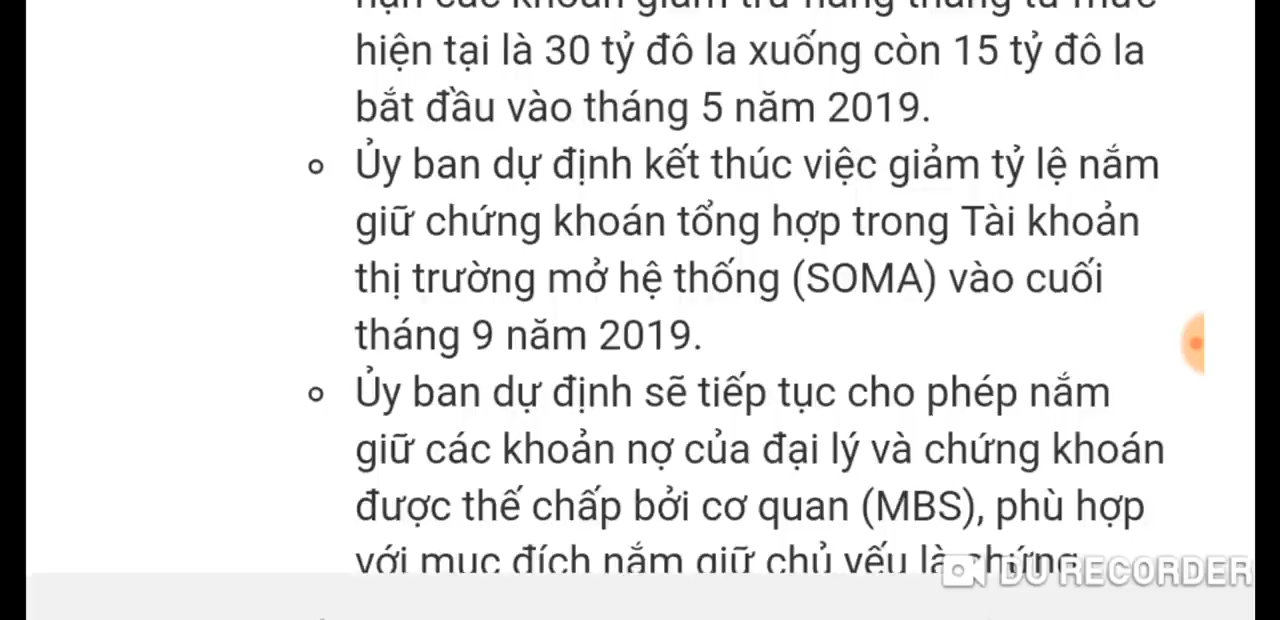 hiện tại là 30 tỷ đô la xuống còn 15 tỷ đô la
bắt đầu vào tháng 5 năm 2019.
Ủy ban dự định kết thúc việc giảm tỷ lệ nắm
giữ chứng khoán tổng hợp trong Tài khoản
thị trường mở hệ thống (SOMA) vào cuối
tháng 9 năm 2019.
Ủy ban dự định sẽ tiếp tục cho phép nắm
giữ các khoản nợ của đại lý và chứng khoán
được thế chấp bởi cơ quan (MBS), phù hợp
với mục đích nắm giữ chủ yếu là chứng
DU RECORDER